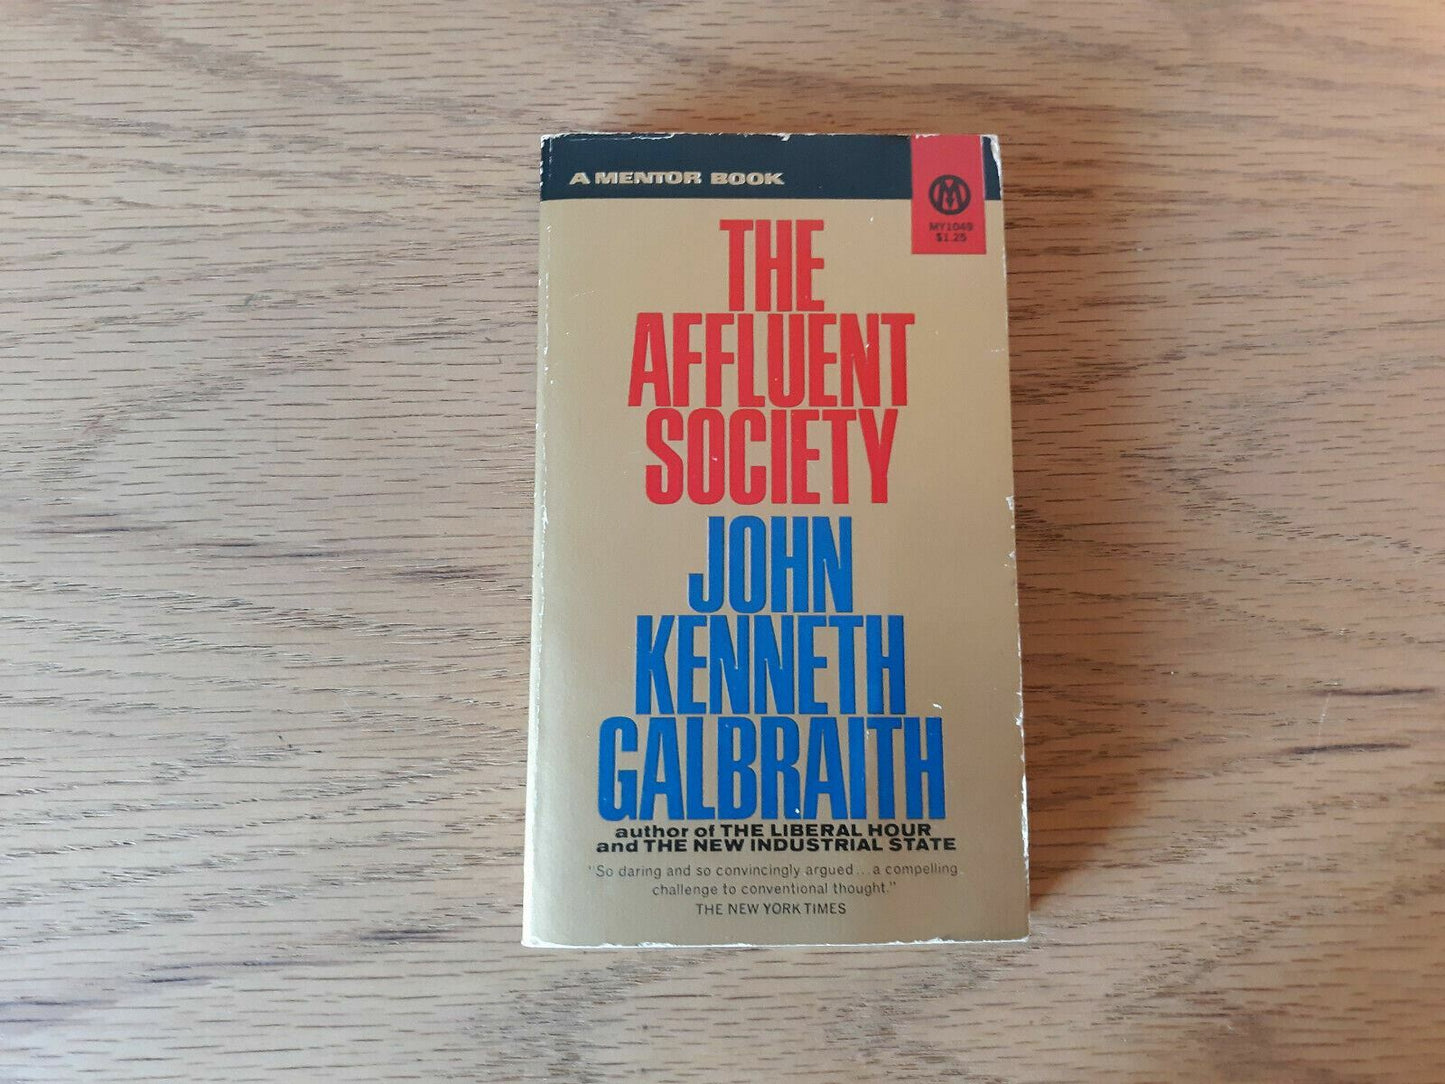 A MENTOR BOOK
M
MY1049
$1.25
THE
AFFLUENT
SOCIETY
JOHN
KENNETH
GALBRAITH
author of THE LIBERAL HOUR
and THE NEW INDUSTRIAL STATE
"So daring and so convincingly argued...a compelling
challenge to conventional thought."
THE NEW YORK TIMES